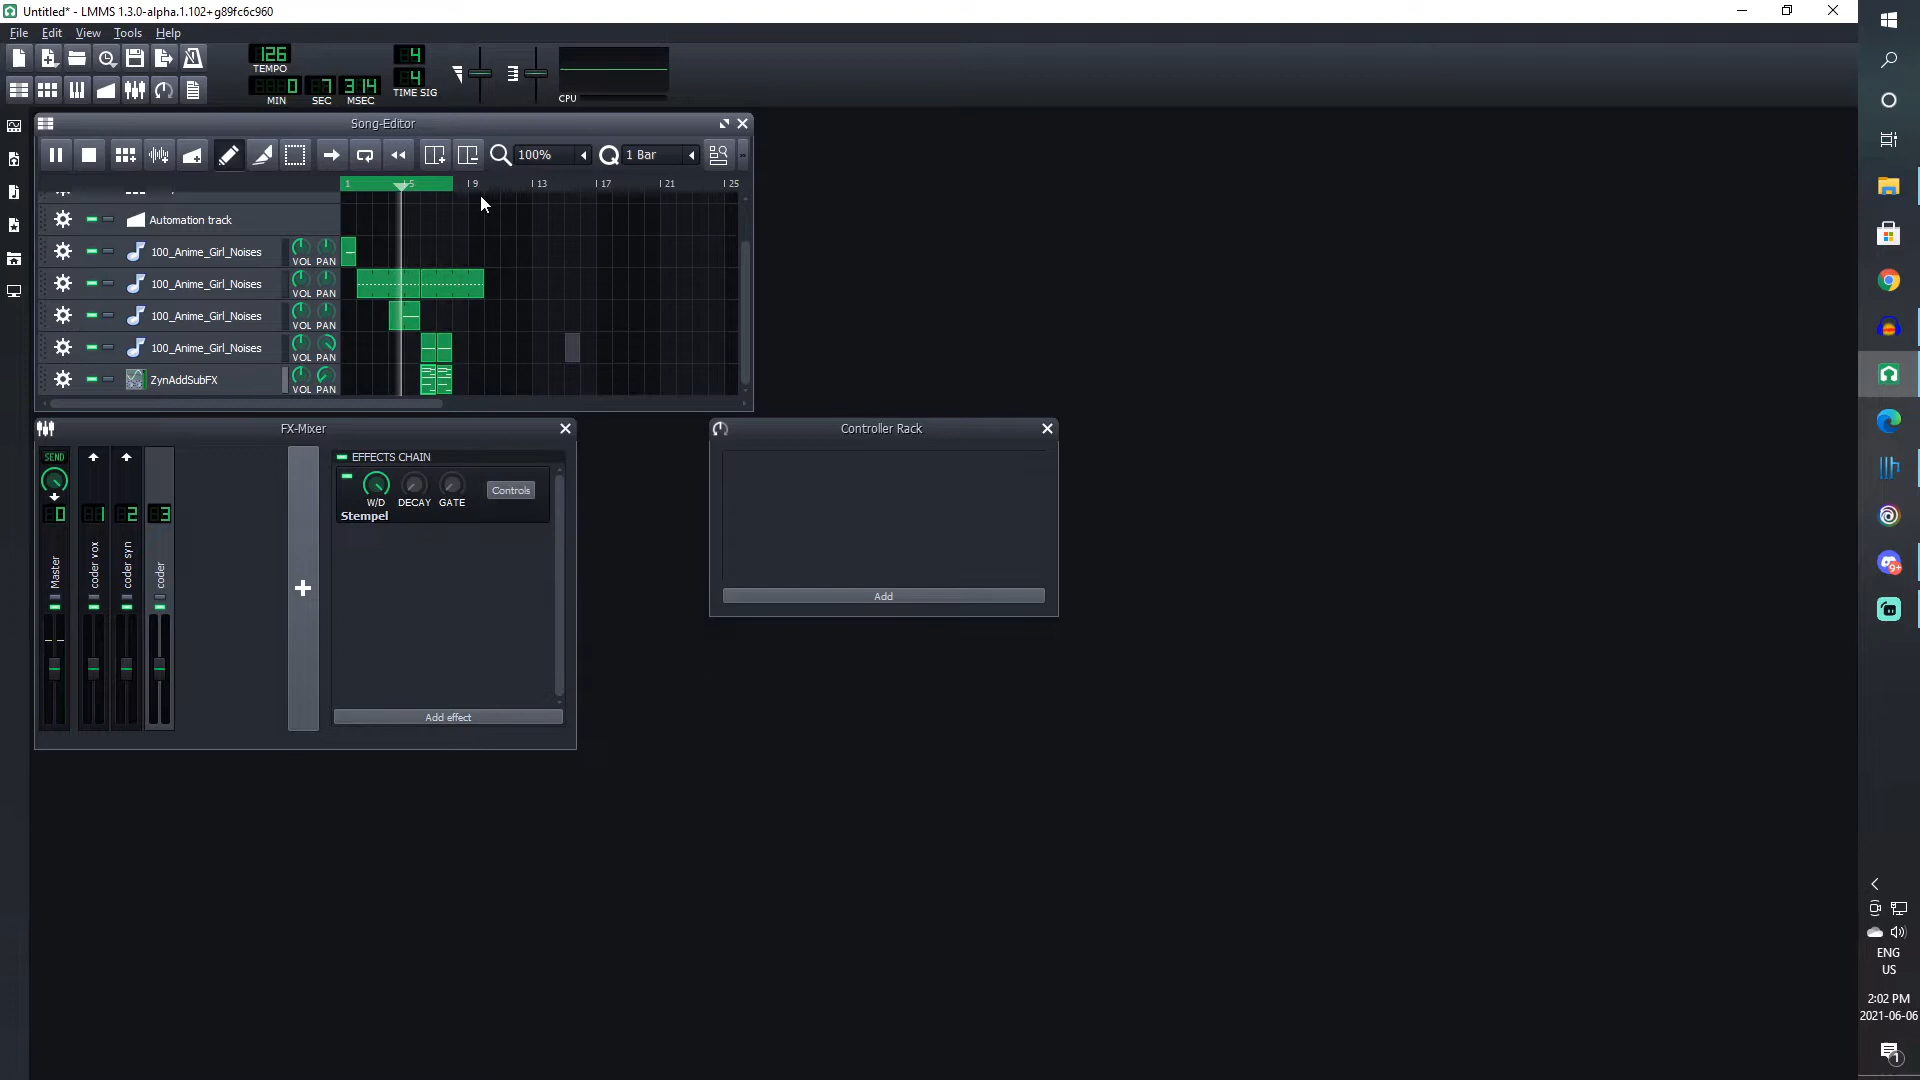 Untitled* - LMMS 1.3.0-alpha.1.102+g89fc6c960
File Edit View Tools Help
126
TEMPO
0 7 314
MIN SEC MSEC
4
4
TIME SIG
CPU
Song-Editor
100% 1 Bar
1 5 9 13 17 21 25
Automation track
100_Anime_Girl_Noises VOL PAN
100_Anime_Girl_Noises VOL PAN
100_Anime_Girl_Noises VOL PAN
100_Anime_Girl_Noises VOL PAN
ZynAddSubFX VOL PAN
FX-Mixer
SEND
0 1 2 3
Master
coder vox
coder syn
coder
EFFECTS CHAIN
W/D DECAY GATE Controls
Stempel
Add effect
Controller Rack
Add
9+
ENG
US
2:02 PM
2021-06-06
1